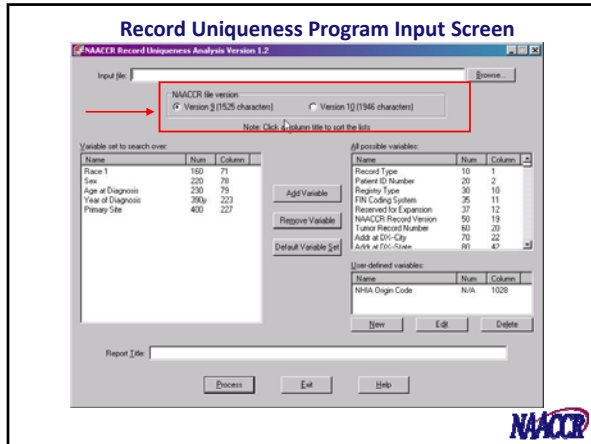 Record Uniqueness Program Input Screen
NAACCR Record Uniqueness Analysis Version 1.2
Input file:
Browse...
NAACCR file version
Version 9 (1525 characters)
Version 10 (1946 characters)
Note: Click column title to sort the lists
Variable set to search over:
Name Num Column
Race 1 160 71
Sex 220 78
Age at Diagnosis 230 79
Year of Diagnosis 390y 223
Primary Site 400 227
Add Variable
Remove Variable
Default Variable Set
All possible variables:
Name Num Column
Record Type 10 1
Patient ID Number 20 2
Registry Type 30 10
FIN Coding System 35 11
Reserved for Expansion 37 12
NAACCR Record Version 50 19
Tumor Record Number 60 20
Addr at DX--City 70 22
Addr at DX--State 80 42
User-defined variables:
Name Num Column
NHIA Origin Code N/A 1028
New
Edit
Delete
Report Title:
Process
Exit
Help
NAACCR